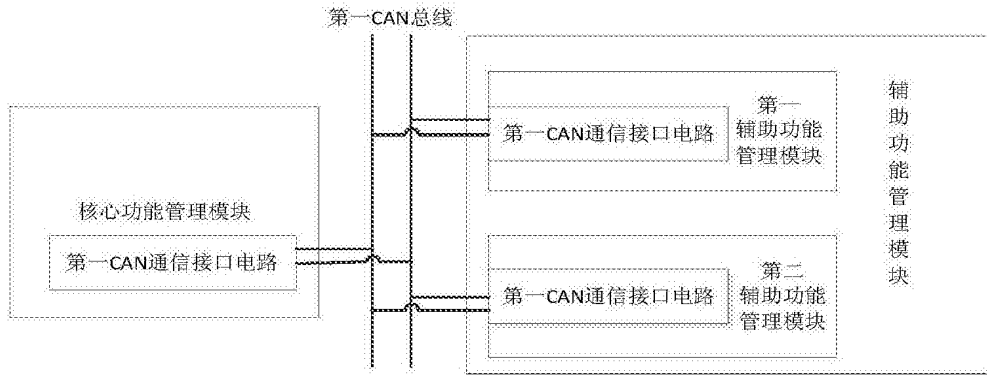 第一CAN总线
核心功能管理模块
第一CAN通信接口电路
第一CAN通信接口电路
第一
辅助功能
管理模块
第一CAN通信接口电路
第二
辅助功能
管理模块
辅助功能管理模块